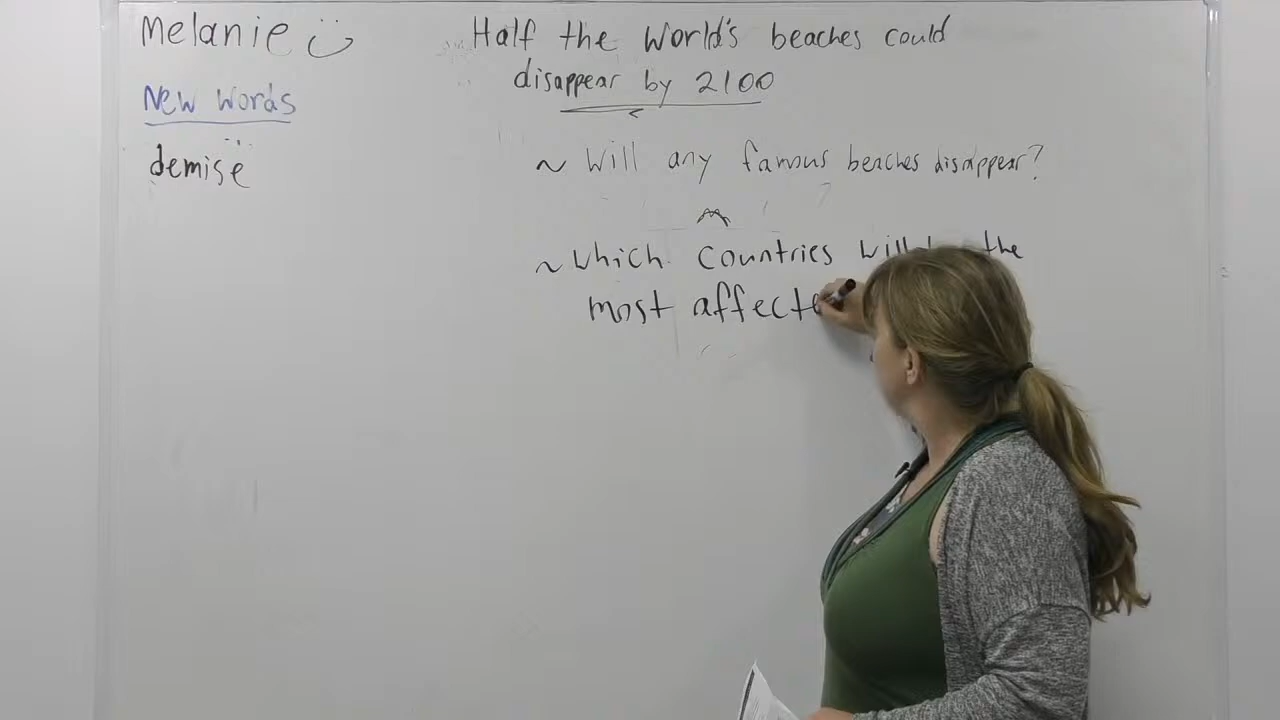 Melanie
Half the World's beaches could
disappear by 2100
New Words
demise
~ Will any famous beaches disappear?
~ Which Countries will the
most affecte